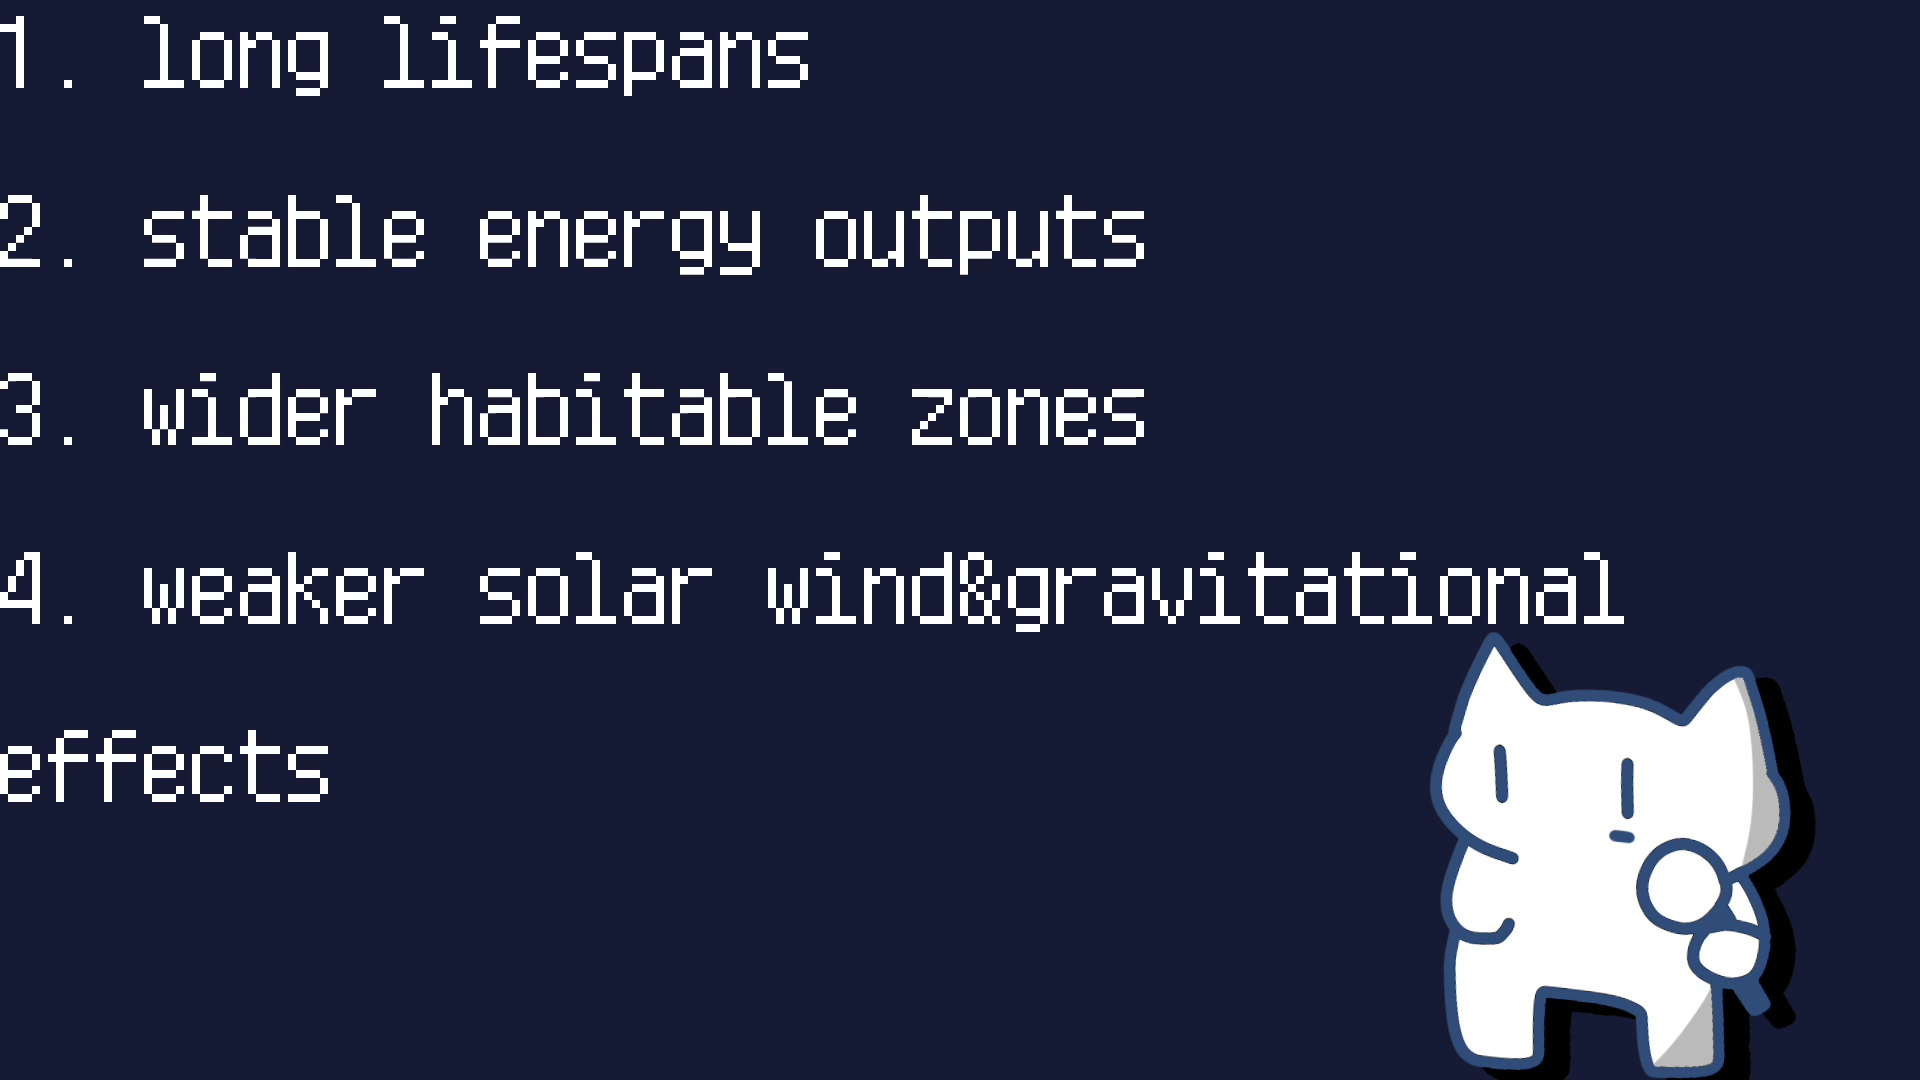 1. long lifespans
2. stable energy outputs
3. wider habitable zones
4. weaker solar wind&gravitational
effects